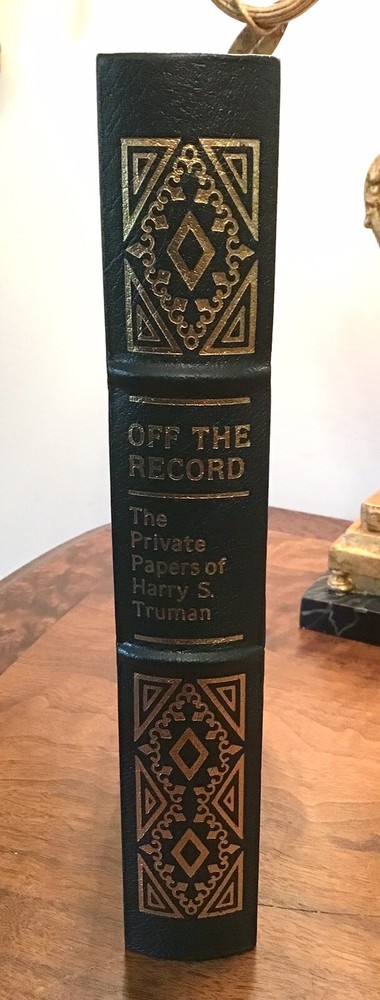 OFF THE
RECORD
The
Private
Papers of
Harry S.
Truman